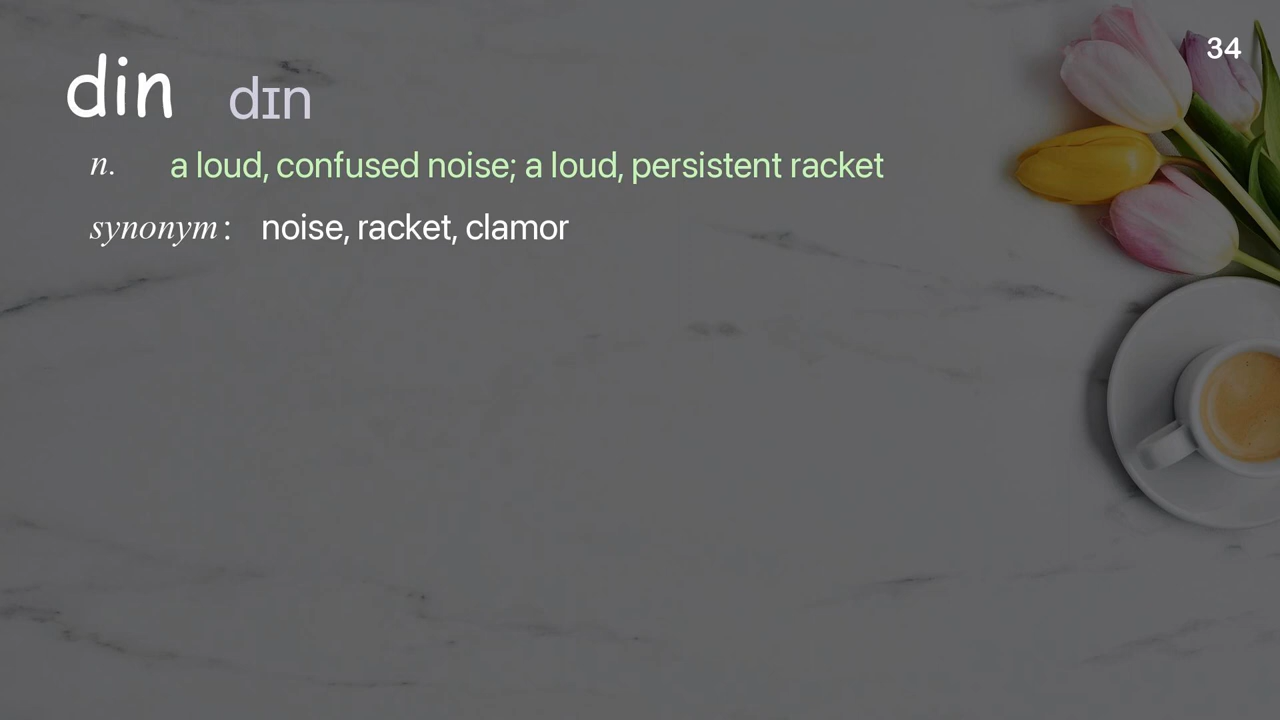 34
din dɪn
n. a loud, confused noise; a loud, persistent racket
synonym : noise, racket, clamor